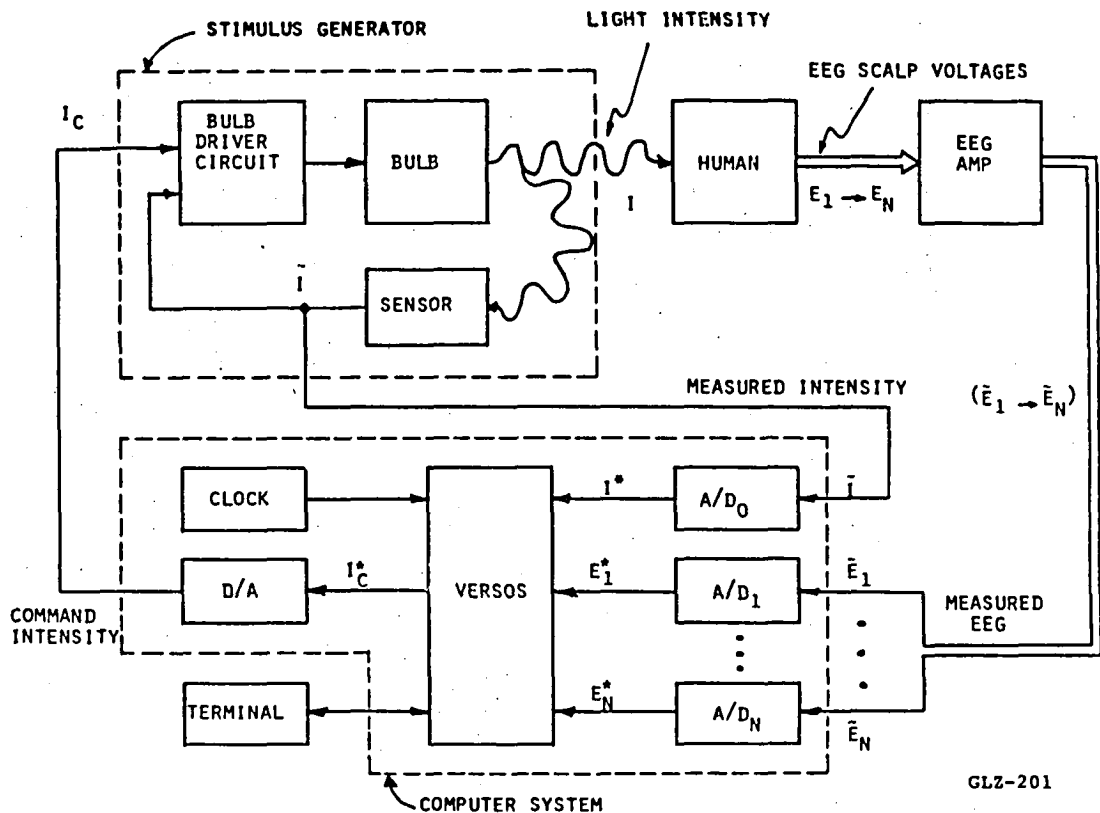 STIMULUS GENERATOR
LIGHT INTENSITY
EEG SCALP VOLTAGES
I_C
BULB
DRIVER
CIRCUIT
BULB
HUMAN
EEG
AMP
I
E_1 → E_N
Ĩ
SENSOR
MEASURED INTENSITY
(Ẽ_1 → Ẽ_N)
CLOCK
VERSOS
I*
A/D_0
Ĩ
D/A
I*_C
E*_1
A/D_1
Ẽ_1
COMMAND
INTENSITY
MEASURED
EEG
TERMINAL
E*_N
A/D_N
Ẽ_N
COMPUTER SYSTEM
GLZ-201